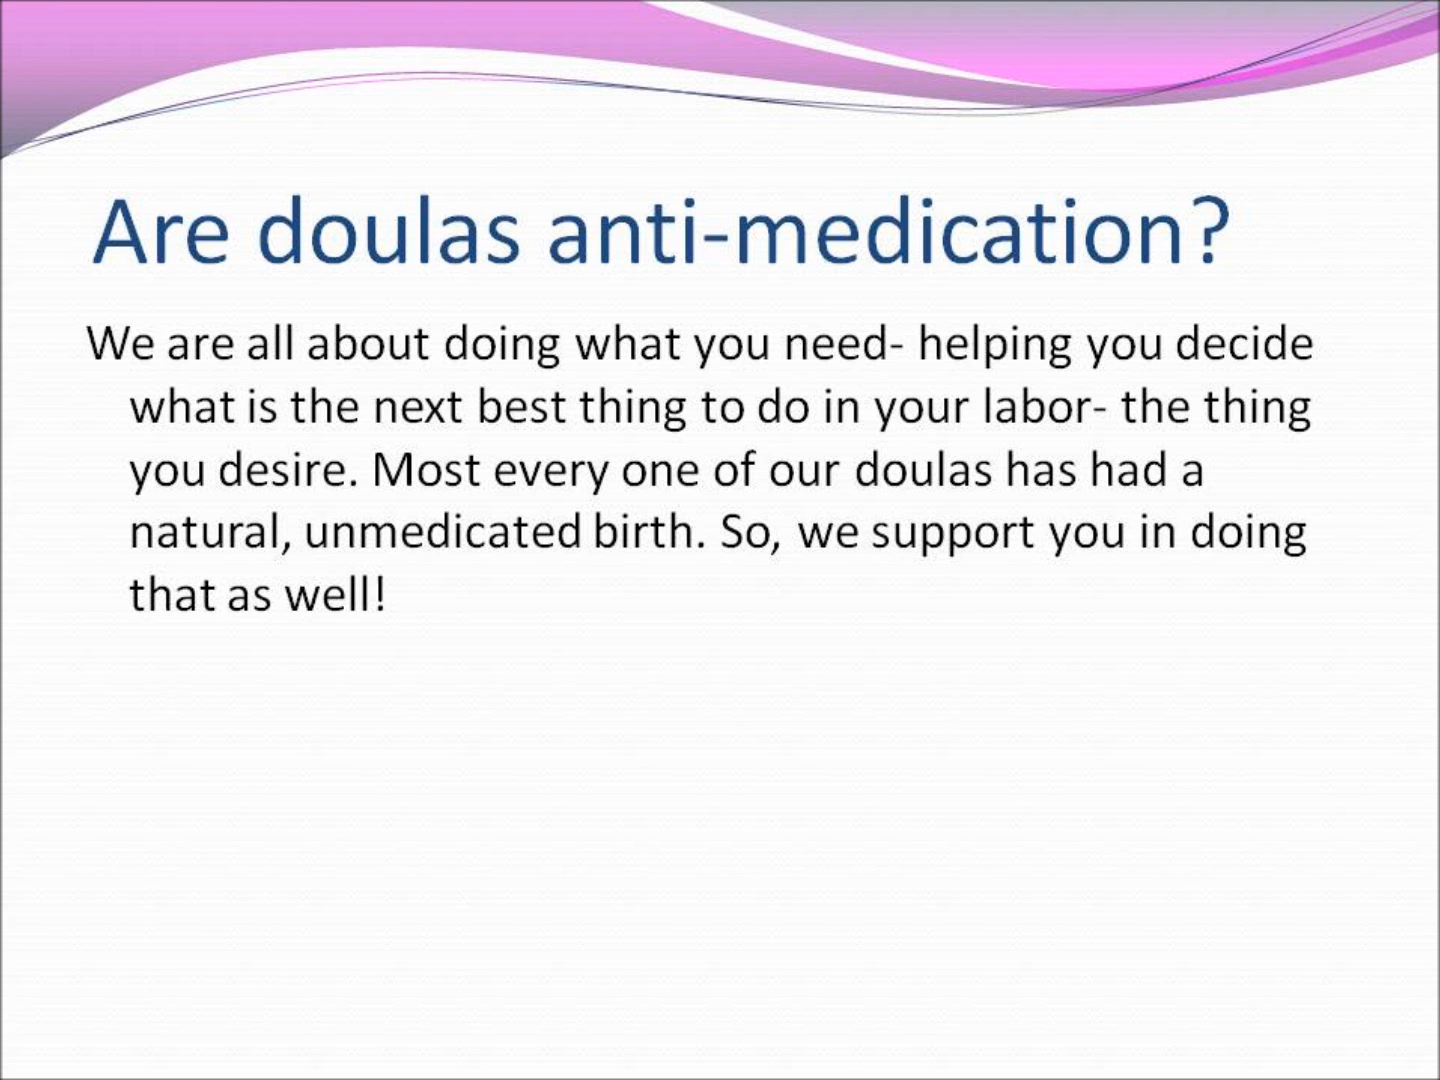 Are doulas anti-medication?
We are all about doing what you need- helping you decide
what is the next best thing to do in your labor- the thing
you desire. Most every one of our doulas has had a
natural, unmedicated birth. So, we support you in doing
that as well!